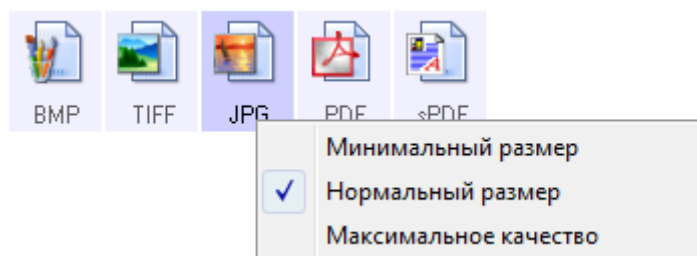 BMP TIFF JPG PDF sPDF
Минимальный размер
Нормальный размер
Максимальное качество